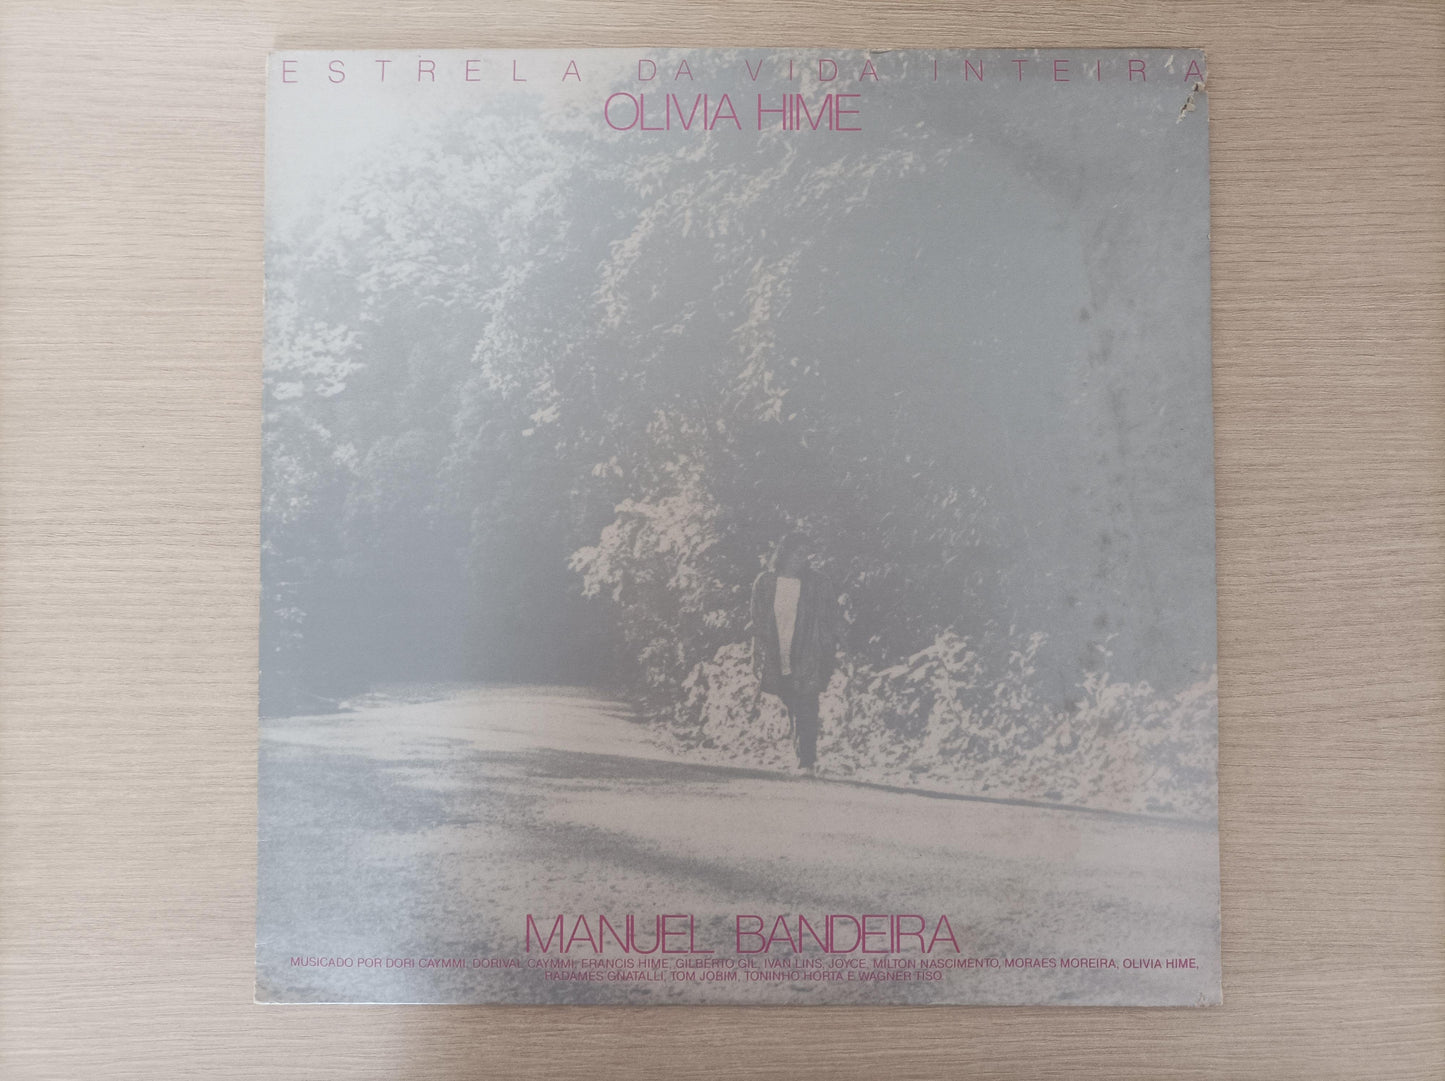 ESTRELA DA VIDA INTEIRA
OLIVIA HIME
MANUEL BANDEIRA
MUSICADO POR DORI CAYMMI, DORIVAL CAYMMI, FRANCIS HIME, GILBERTO GIL, IVAN LINS, JOYCE, MILTON NASCIMENTO, MORAES MOREIRA, OLIVIA HIME,
RADAMÉS GNATALLI, TOM JOBIM, TONINHO HORTA E WAGNER TISO